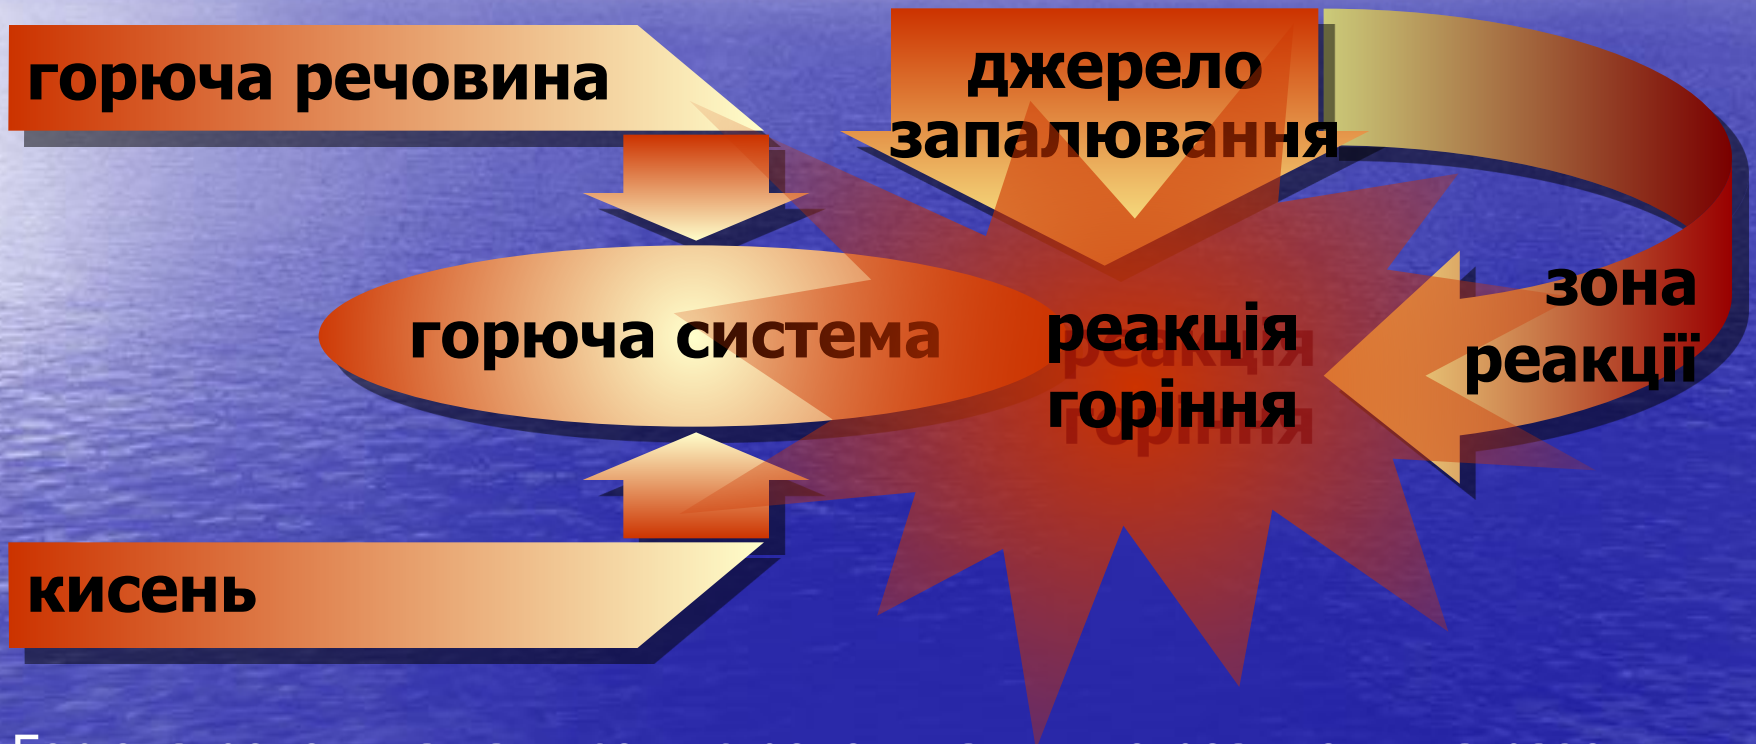 горюча речовина
джерело
запалювання
горюча система
реакція
горіння
зона
реакції
кисень